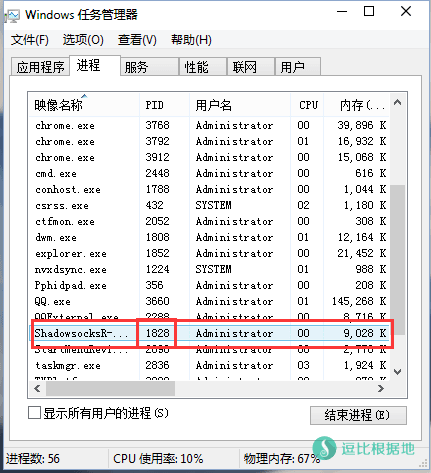 Windows 任务管理器
文件(F) 选项(O) 查看(V) 帮助(H)
应用程序 进程 服务 性能 联网 用户
映像名称 PID 用户名 CPU 内存(...
chrome.exe 3768 Administrator 00 39,896 K
chrome.exe 3792 Administrator 01 16,932 K
chrome.exe 3912 Administrator 00 15,068 K
cmd.exe 2448 Administrator 00 616 K
conhost.exe 1788 Administrator 00 1,044 K
csrss.exe 432 SYSTEM 02 1,180 K
ctfmon.exe 2052 Administrator 00 308 K
dwm.exe 1808 Administrator 01 12,164 K
explorer.exe 1852 Administrator 00 21,452 K
nvxdsync.exe 1224 SYSTEM 01 988 K
Pphidpad.exe 356 Administrator 00 208 K
QQ.exe 3660 Administrator 01 145,268 K
QQExternal.exe 2288 Administrator 00 8,716 K
ShadowsocksR-... 1828 Administrator 00 9,028 K
Administrator 00
taskmgr.exe 2836 Administrator 03 1,924 K
显示所有用户的进程(S) 结束进程(E)
进程数: 56 CPU 使用率: 10% 物理内存: 67%
逗比根据地